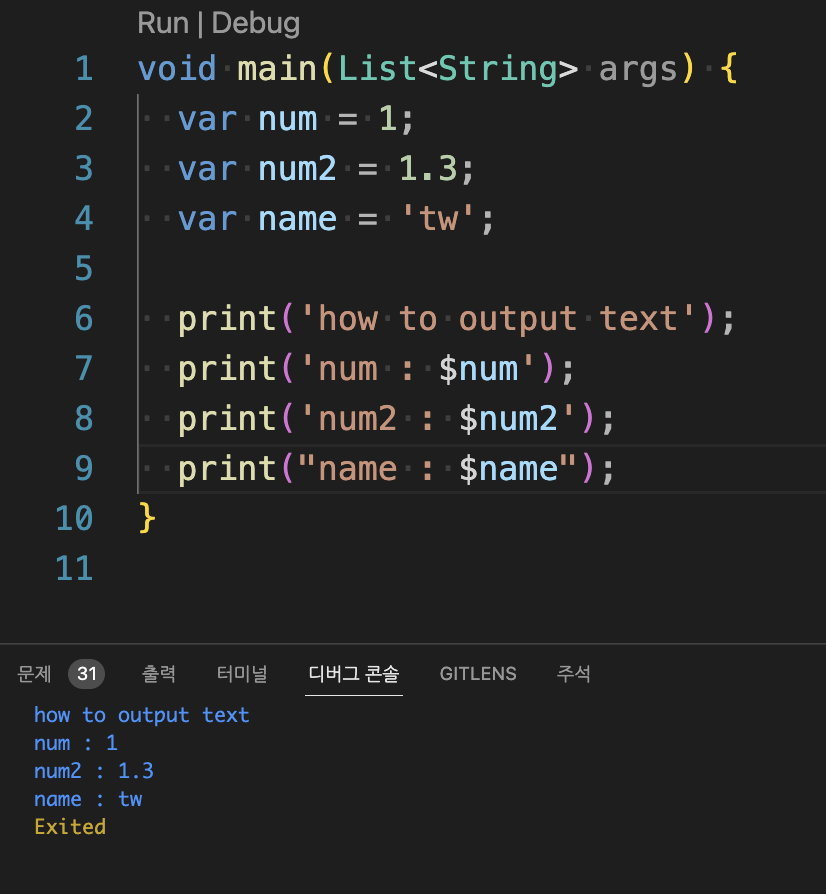 Run | Debug
1 void main(List<String> args) {
2   var num = 1;
3   var num2 = 1.3;
4   var name = 'tw';
5
6   print('how to output text');
7   print('num : $num');
8   print('num2 : $num2');
9   print("name : $name");
10 }
11
문제 31 출력 터미널 디버그 콘솔 GITLENS 주석
how to output text
num : 1
num2 : 1.3
name : tw
Exited